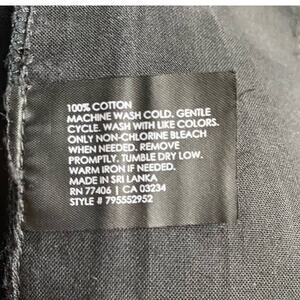 100% COTTON
MACHINE WASH COLD. GENTLE
CYCLE. WASH WITH LIKE COLORS.
ONLY NON-CHLORINE BLEACH
WHEN NEEDED. REMOVE
PROMPTLY. TUMBLE DRY LOW.
WARM IRON IF NEEDED.
MADE IN SRI LANKA
RN 77406 | CA 03234
STYLE # 795552952